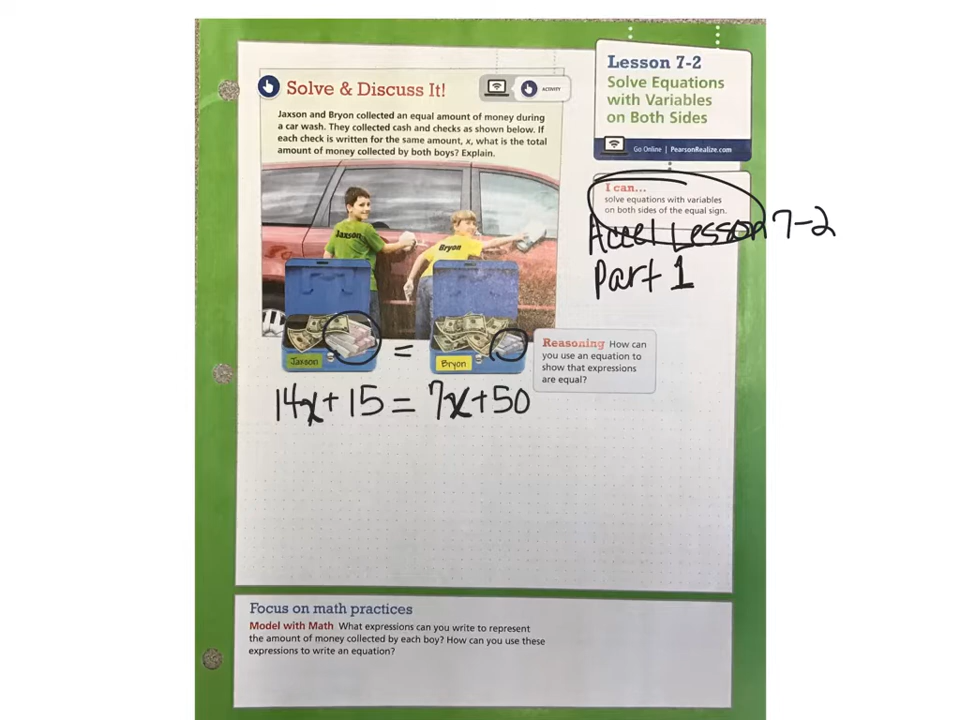 Lesson 7-2
Solve Equations
with Variables
on Both Sides
Go Online | PearsonRealize.com
Solve & Discuss It!
ACTIVITY
Jaxson and Bryon collected an equal amount of money during
a car wash. They collected cash and checks as shown below. If
each check is written for the same amount, x, what is the total
amount of money collected by both boys? Explain.
I can...
solve equations with variables
on both sides of the equal sign.
Accel Lesson 7-2
Part 1
Jaxson
Bryon
Jaxson
=
Bryon
Reasoning How can
you use an equation to
show that expressions
are equal?
14x+15=7x+50
Focus on math practices
Model with Math What expressions can you write to represent
the amount of money collected by each boy? How can you use these
expressions to write an equation?